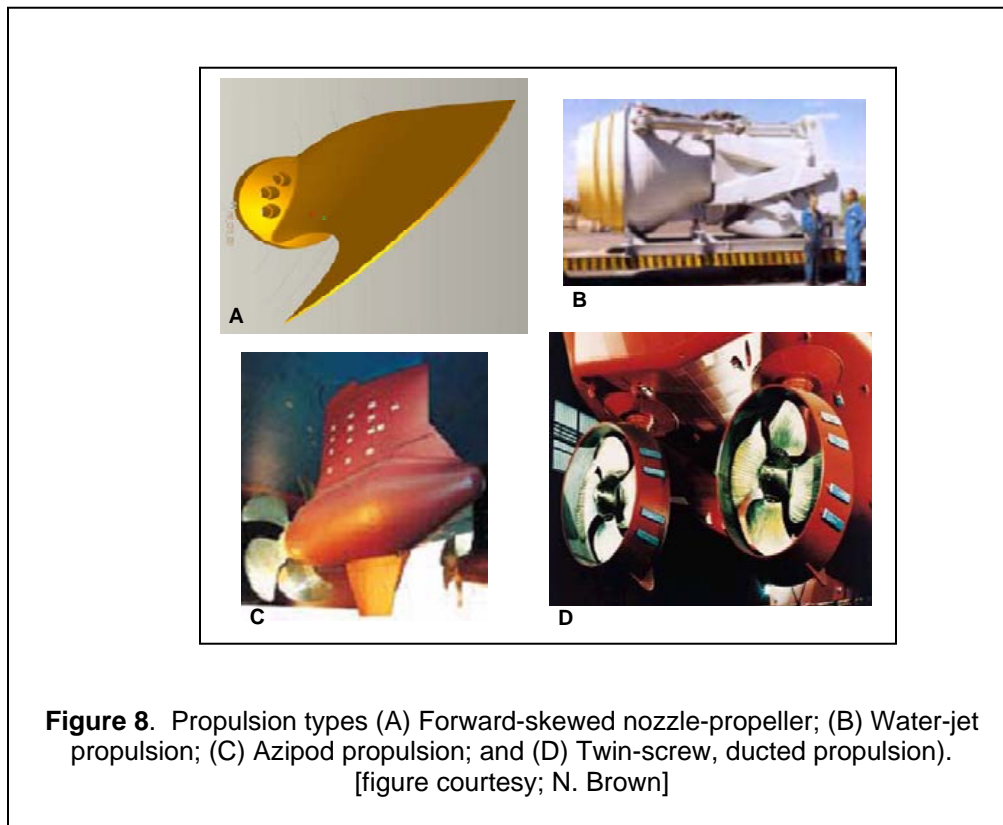 A
B
C
D
Figure 8. Propulsion types (A) Forward-skewed nozzle-propeller; (B) Water-jet
propulsion; (C) Azipod propulsion; and (D) Twin-screw, ducted propulsion).
[figure courtesy; N. Brown]